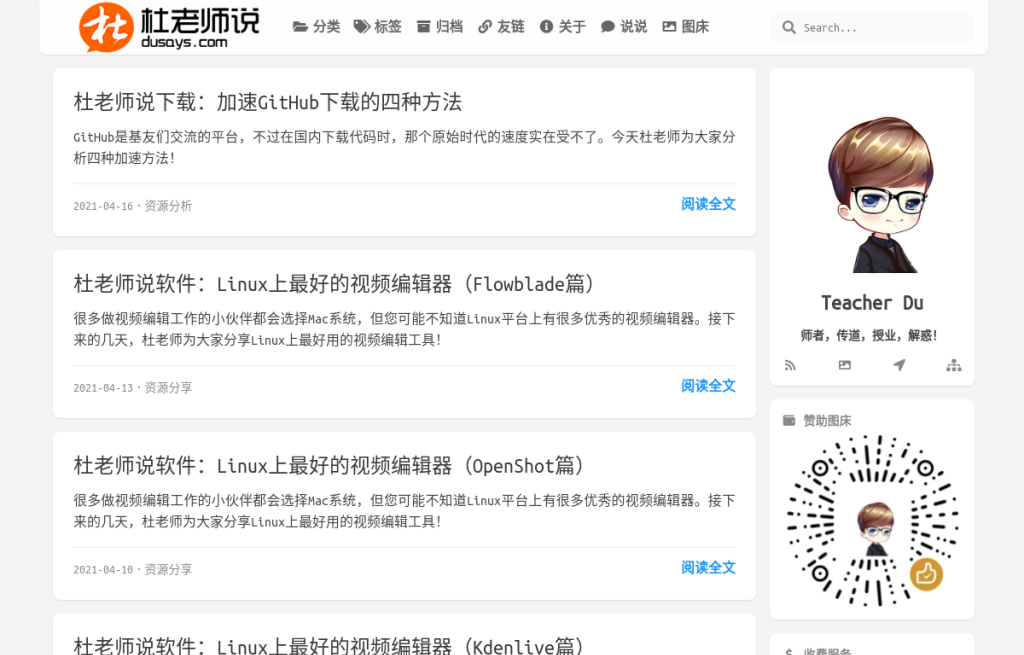 杜老师说
dusays.com
分类 标签 归档 友链 关于 说说 图床
Search...
杜老师说下载：加速GitHub下载的四种方法
GitHub是基友们交流的平台，不过在国内下载代码时，那个原始时代的速度实在受不了。今天杜老师为大家分
析四种加速方法！
2021-04-16 · 资源分析
阅读全文
杜老师说软件：Linux上最好的视频编辑器（Flowblade篇）
很多做视频编辑工作的小伙伴都会选择Mac系统，但您可能不知道Linux平台上有很多优秀的视频编辑器。接下
来的几天，杜老师为大家分享Linux上最好用的视频编辑工具！
2021-04-13 · 资源分享
阅读全文
杜老师说软件：Linux上最好的视频编辑器（OpenShot篇）
很多做视频编辑工作的小伙伴都会选择Mac系统，但您可能不知道Linux平台上有很多优秀的视频编辑器。接下
来的几天，杜老师为大家分享Linux上最好用的视频编辑工具！
2021-04-10 · 资源分享
阅读全文
杜老师说软件：Linux上最好的视频编辑器（Kdenlive篇）
Teacher Du
师者，传道，授业，解惑！
赞助图床
收费服务